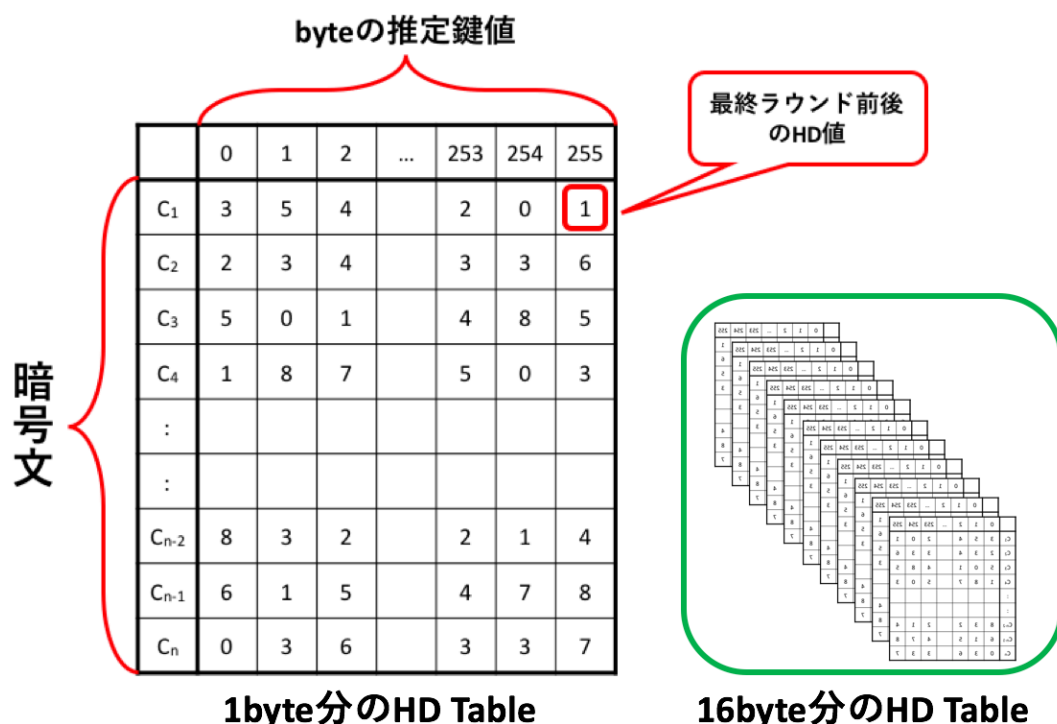 byteの推定鍵値
最終ラウンド前後
のHD値
0 1 2 ... 253 254 255
C1 3 5 4 2 0 1
C2 2 3 4 3 3 6
C3 5 0 1 4 8 5
C4 1 8 7 5 0 3
:
:
Cn-2 8 3 2 2 1 4
Cn-1 6 1 5 4 7 8
Cn 0 3 6 3 3 7
暗号文
1byte分のHD Table
16byte分のHD Table